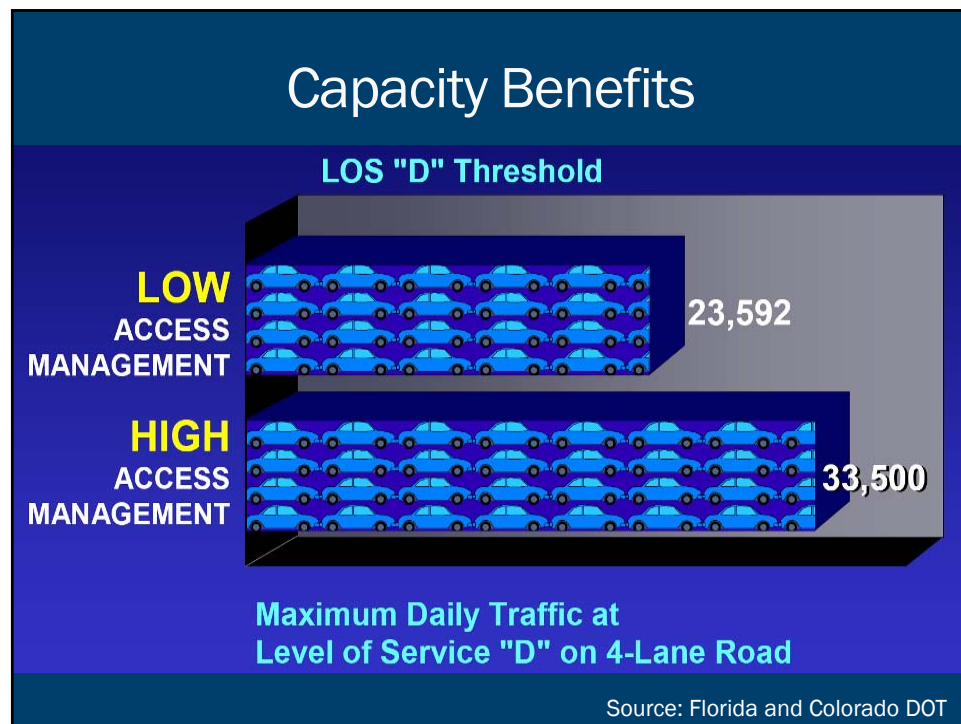 Capacity Benefits
LOS "D" Threshold
LOW
ACCESS
MANAGEMENT
23,592
HIGH
ACCESS
MANAGEMENT
33,500
Maximum Daily Traffic at
Level of Service "D" on 4-Lane Road
Source: Florida and Colorado DOT